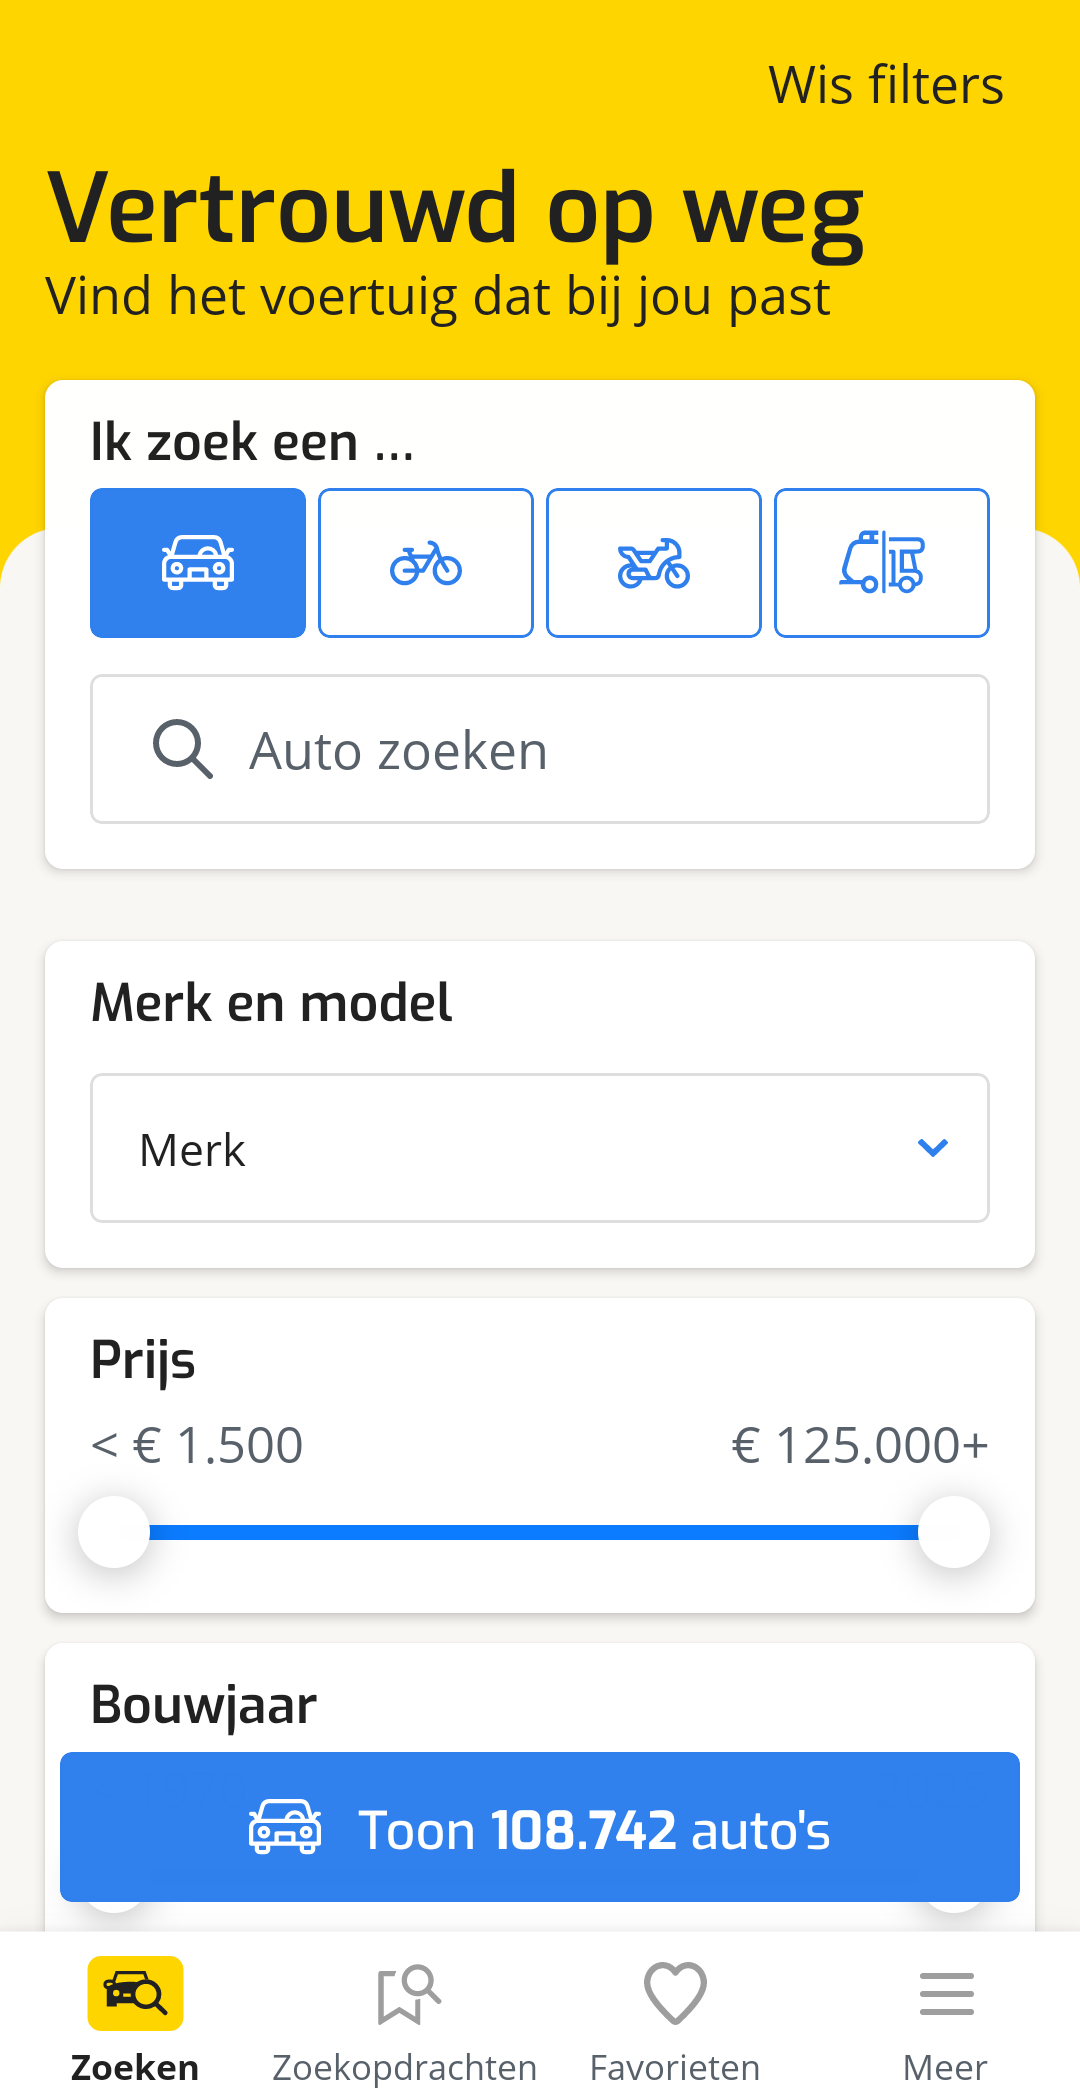 Wis filters
Vertrouwd op weg
Vind het voertuig dat bij jou past
Ik zoek een ...
Auto zoeken
Merk en model
Merk
Prijs
< € 1.500 € 125.000+
Bouwjaar
Toon 108.742 auto's
Zoeken Zoekopdrachten Favorieten Meer